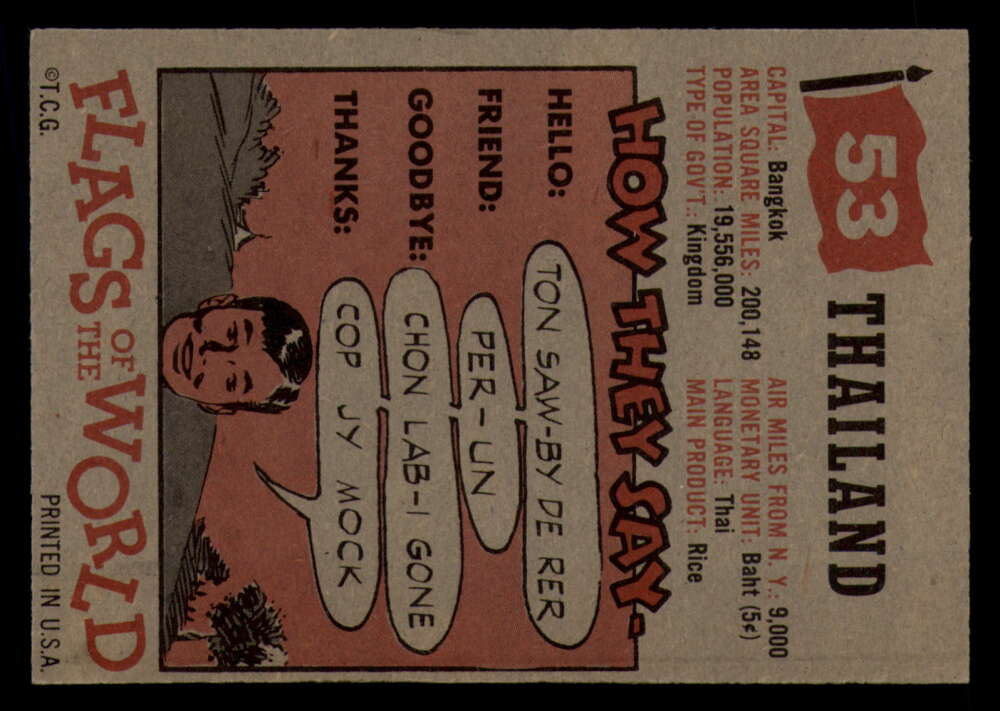 53 THAILAND
CAPITAL: Bangkok
AREA SQUARE MILES: 200,148
POPULATION: 19,556,000
TYPE OF GOV'T.: Kingdom
AIR MILES FROM N. Y.: 9,000
MONETARY UNIT: Baht (5¢)
LANGUAGE: Thai
MAIN PRODUCT: Rice
HOW THEY SAY.
HELLO: TON SAW-BY DE RER
FRIEND: PER-UN
GOODBYE: CHON LAB-I GONE
THANKS: COP JY MOCK
FLAGS OF THE WORLD
©T.C.G. PRINTED IN U.S.A.